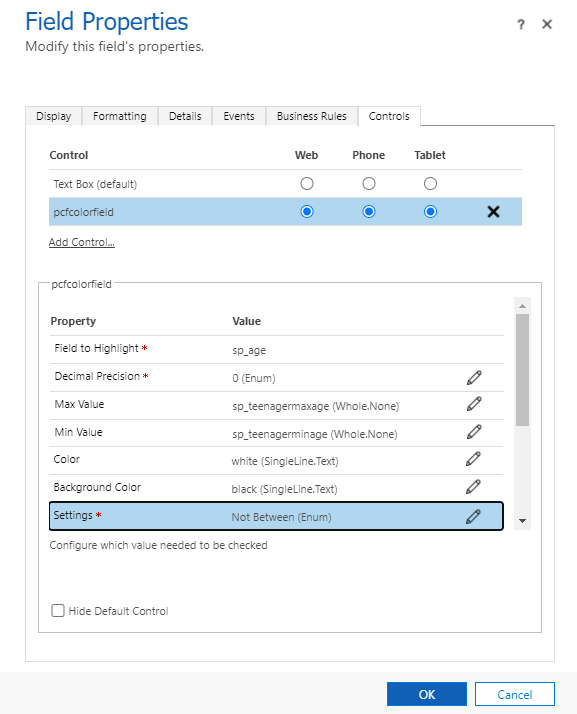 Field Properties
? ×
Modify this field's properties.
Display Formatting Details Events Business Rules Controls
Control Web Phone Tablet
Text Box (default)
pcfcolorfield
Add Control...
pcfcolorfield
Property Value
Field to Highlight * sp_age
Decimal Precision * 0 (Enum)
Max Value sp_teenagermaxage (Whole.None)
Min Value sp_teenagerminage (Whole.None)
Color white (SingleLine.Text)
Background Color black (SingleLine.Text)
Settings * Not Between (Enum)
Configure which value needed to be checked
Hide Default Control
OK Cancel